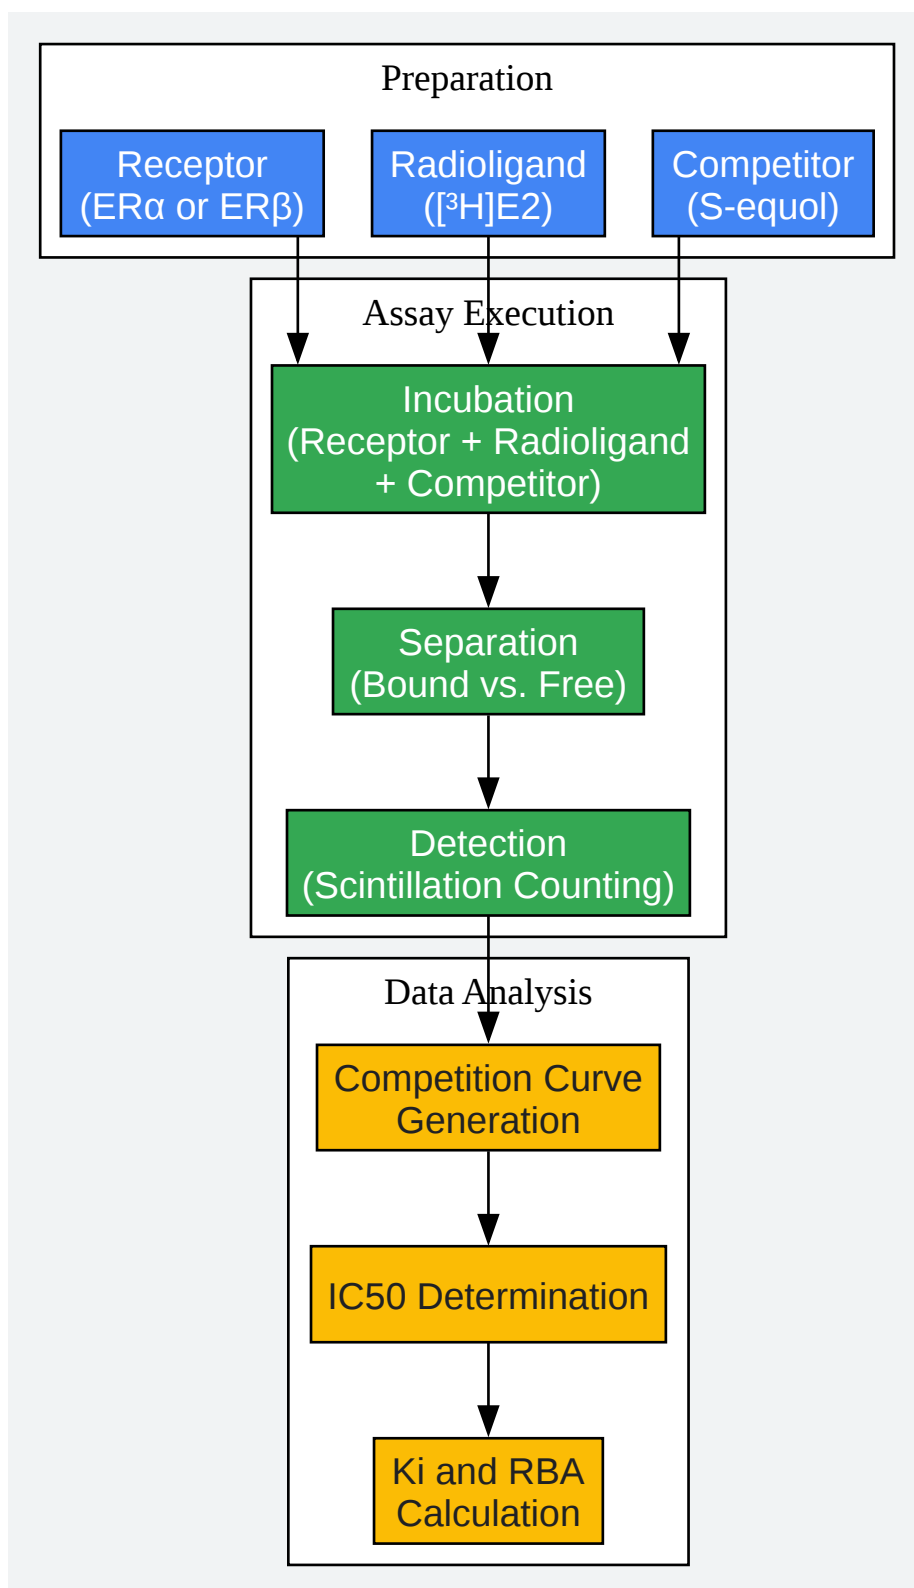 Preparation
Receptor
(ERα or ERβ)
Radioligand
([³H]E2)
Competitor
(S-equol)
Assay Execution
Incubation
(Receptor + Radioligand
+ Competitor)
Separation
(Bound vs. Free)
Detection
(Scintillation Counting)
Data Analysis
Competition Curve
Generation
IC50 Determination
Ki and RBA
Calculation